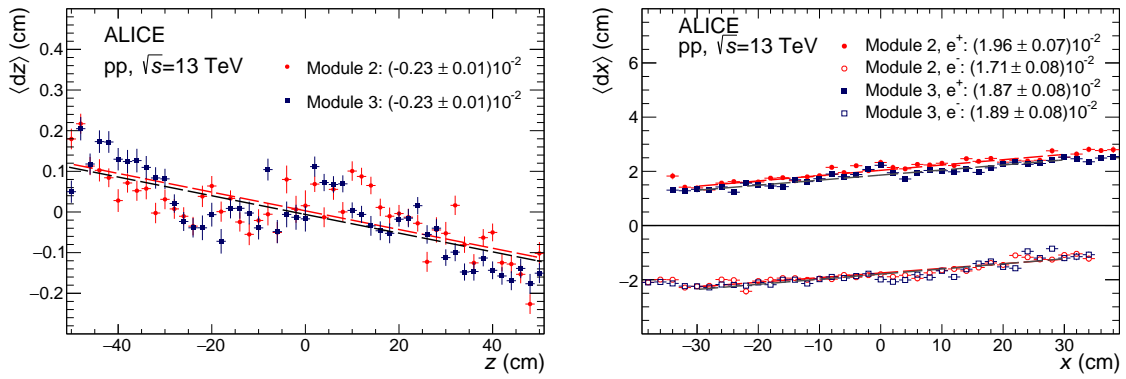 ⟨dz⟩ (cm)
ALICE
pp, √s=13 TeV
Module 2: (-0.23 ± 0.01)10⁻²
Module 3: (-0.23 ± 0.01)10⁻²
0.4
0.3
0.2
0.1
0
−0.1
−0.2
−40 −20 0 20 40
z (cm)
⟨dx⟩ (cm)
ALICE
pp, √s=13 TeV
Module 2, e⁺: (1.96 ± 0.07)10⁻²
Module 2, e⁻: (1.71 ± 0.08)10⁻²
Module 3, e⁺: (1.87 ± 0.08)10⁻²
Module 3, e⁻: (1.89 ± 0.08)10⁻²
6
4
2
0
−2
−30 −20 −10 0 10 20 30
x (cm)